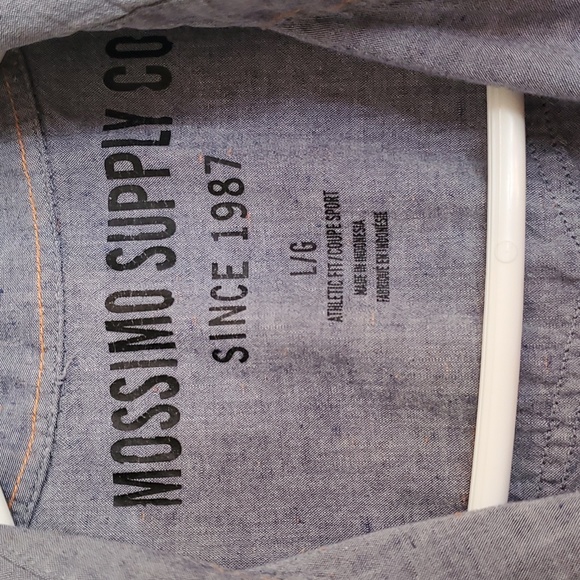 MOSSIMO SUPPLY CO
SINCE 1987
L/G
ATHLETIC FIT/COUPE SPORT
MADE IN INDONESIA
FABRIQUÉ EN INDONÉSIE